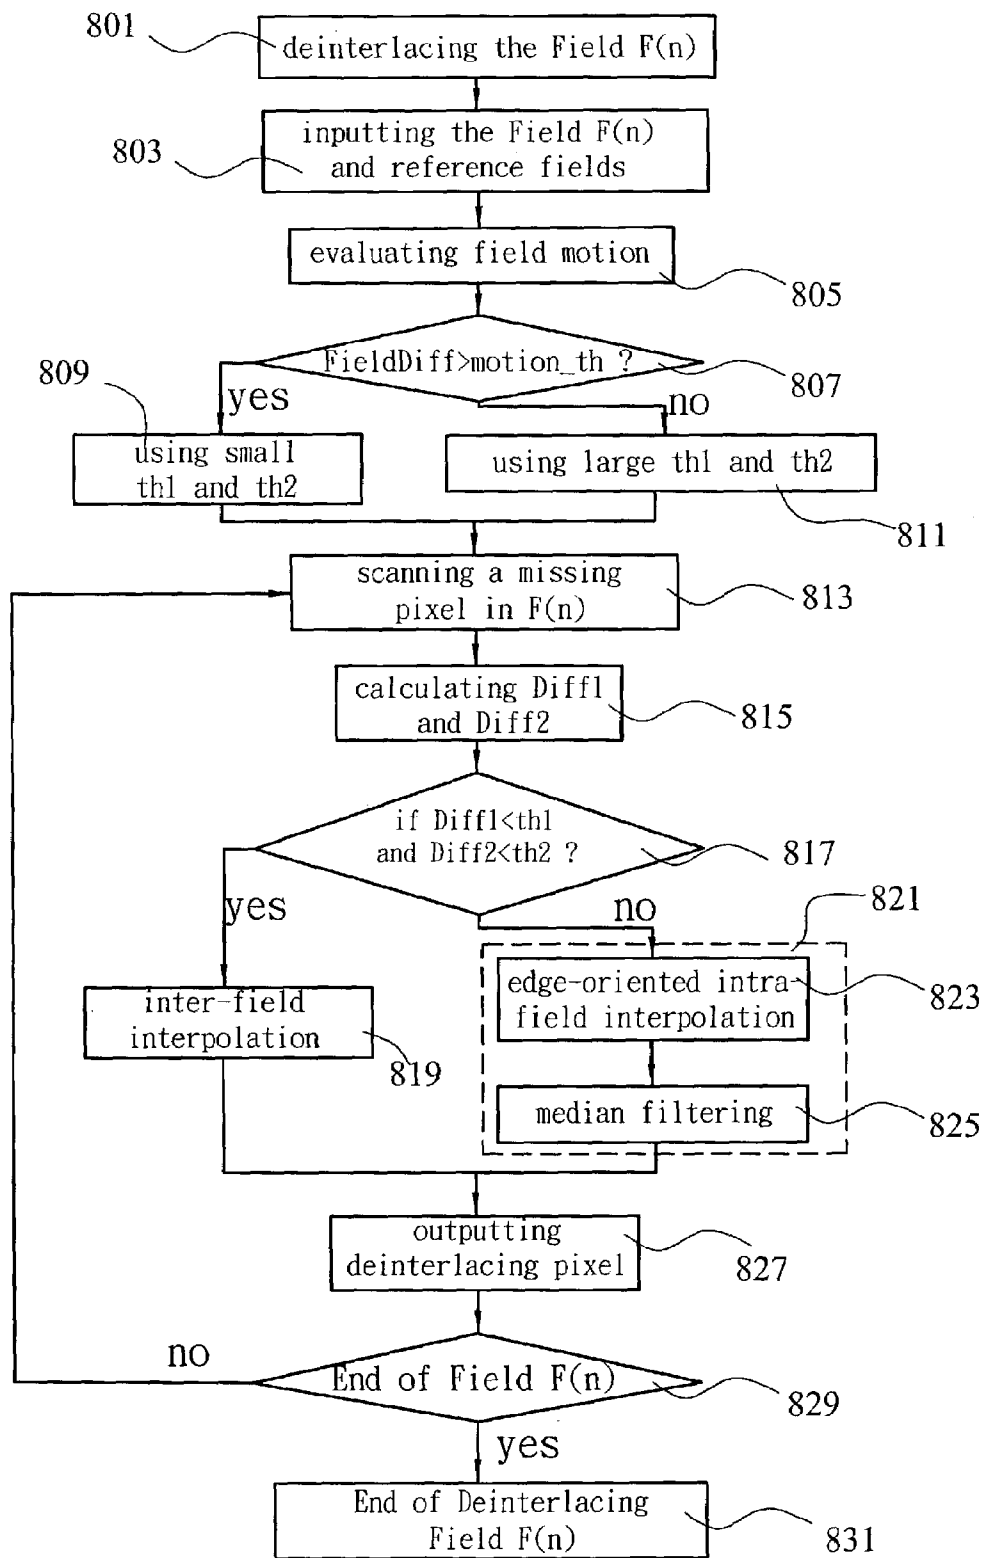 801
deinterlacing the Field F(n)
inputting the Field F(n)
and reference fields
803
evaluating field motion
805
FieldDiff>motion_th ?
807
809
yes
no
using small
th1 and th2
using large th1 and th2
811
scanning a missing
pixel in F(n)
813
calculating Diff1
and Diff2
815
if Diff1<th1
and Diff2<th2 ?
817
yes
no
821
inter-field
interpolation
819
edge-oriented intra-
field interpolation
823
median filtering
825
outputting
deinterlacing pixel
827
no
End of Field F(n)
829
yes
End of Deinterlacing
Field F(n)
831